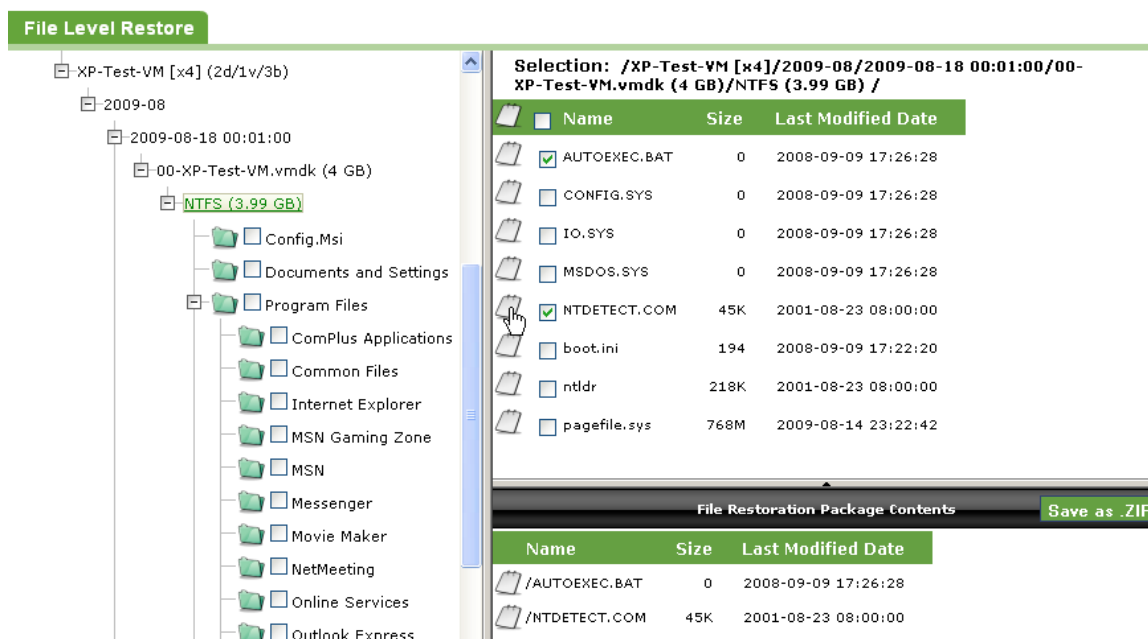 File Level Restore
XP-Test-VM [x4] (2d/1v/3b)
2009-08
2009-08-18 00:01:00
00-XP-Test-VM.vmdk (4 GB)
NTFS (3.99 GB)
Config.Msi
Documents and Settings
Program Files
ComPlus Applications
Common Files
Internet Explorer
MSN Gaming Zone
MSN
Messenger
Movie Maker
NetMeeting
Online Services
Outlook Express
Selection: /XP-Test-VM [x4]/2009-08/2009-08-18 00:01:00/00-
XP-Test-VM.vmdk (4 GB)/NTFS (3.99 GB) /
Name Size Last Modified Date
AUTOEXEC.BAT 0 2008-09-09 17:26:28
CONFIG.SYS 0 2008-09-09 17:26:28
IO.SYS 0 2008-09-09 17:26:28
MSDOS.SYS 0 2008-09-09 17:26:28
NTDETECT.COM 45K 2001-08-23 08:00:00
boot.ini 194 2008-09-09 17:22:20
ntldr 218K 2001-08-23 08:00:00
pagefile.sys 768M 2009-08-14 23:22:42
File Restoration Package Contents Save as .ZIP
Name Size Last Modified Date
/AUTOEXEC.BAT 0 2008-09-09 17:26:28
/NTDETECT.COM 45K 2001-08-23 08:00:00